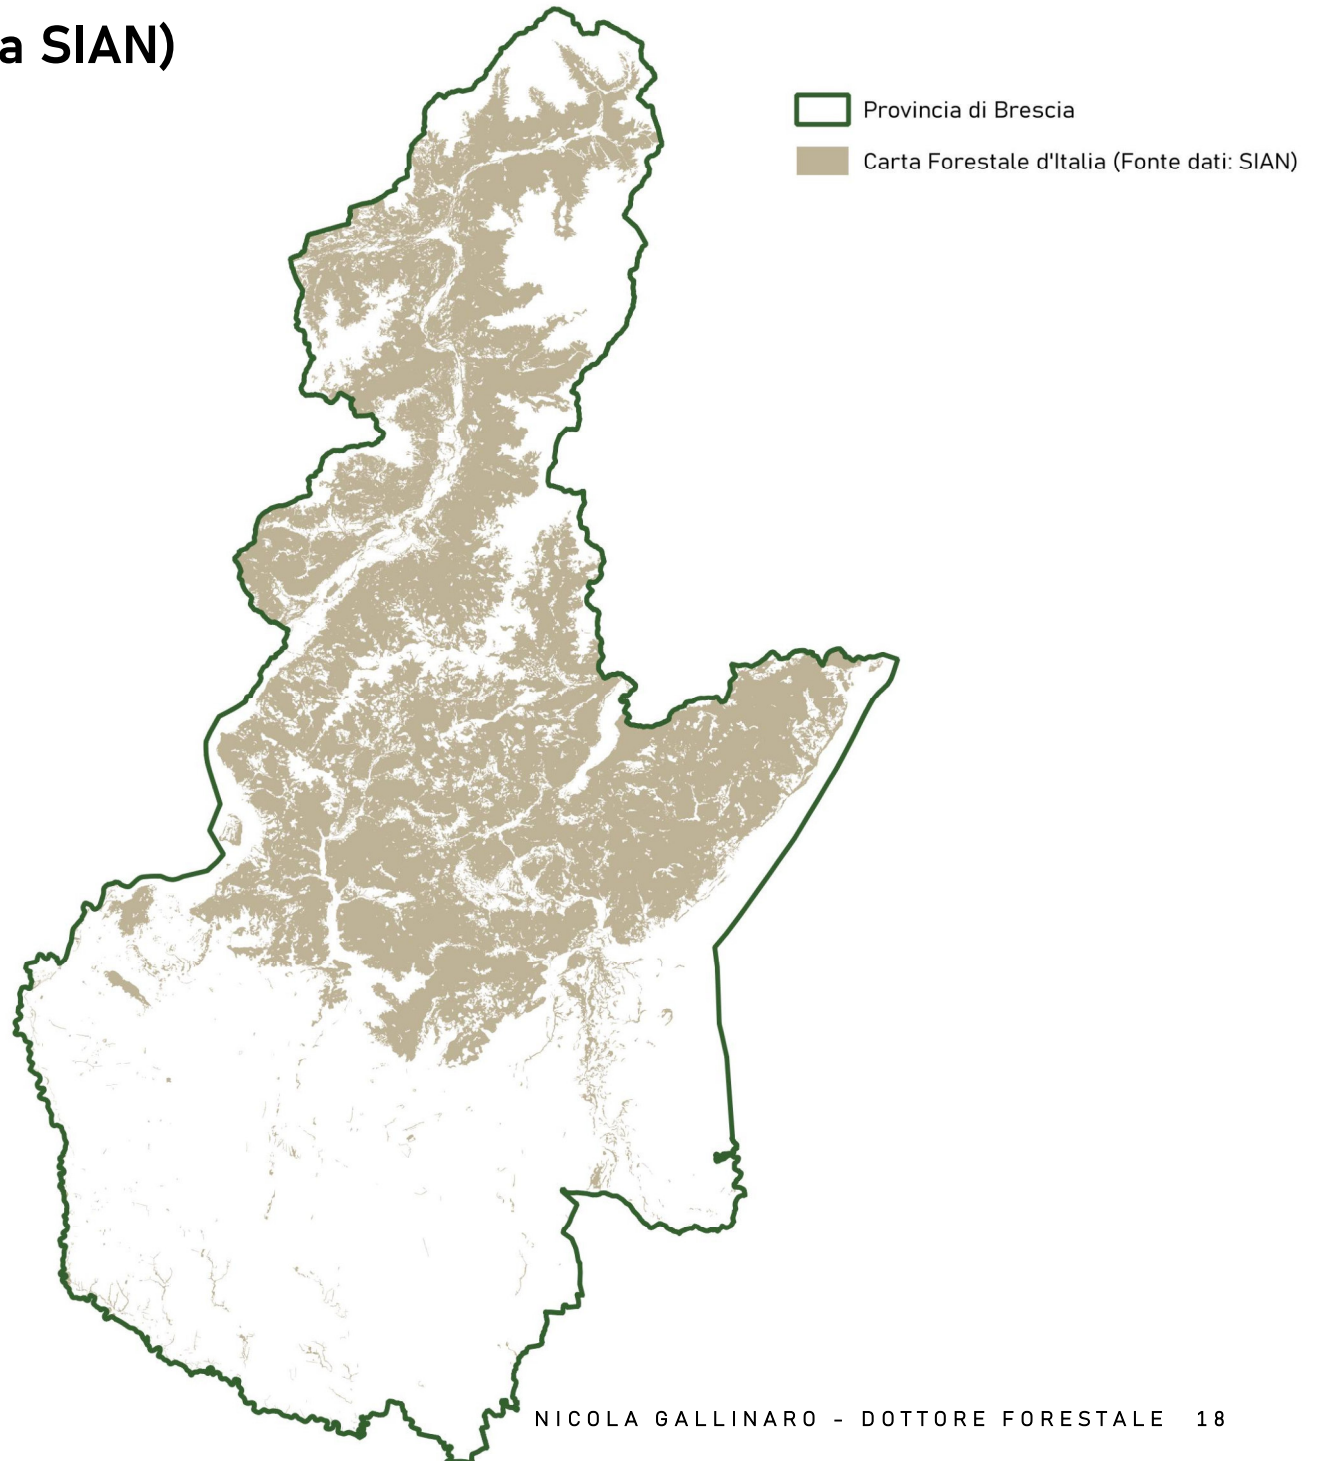 a SIAN)
Provincia di Brescia
Carta Forestale d'Italia (Fonte dati: SIAN)
NICOLA GALLINARO - DOTTORE FORESTALE 18